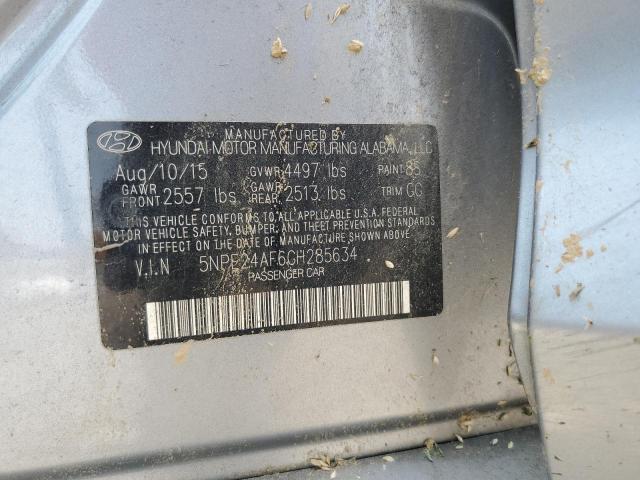 MANUFACTURED BY
HYUNDAI MOTOR MANUFACTURING ALABAMA, LLC
Aug/10/15 GVWR 4497 lbs PAINT 85
GAWR FRONT 2557 lbs GAWR REAR 2513 lbs TRIM GG
THIS VEHICLE CONFORMS TO ALL APPLICABLE U.S.A. FEDERAL
MOTOR VEHICLE SAFETY, BUMPER, AND THEFT PREVENTION STANDARDS
IN EFFECT ON THE DATE OF MANUFACTURE SHOWN ABOVE.
V.I.N 5NPE24AF6GH285634
PASSENGER CAR